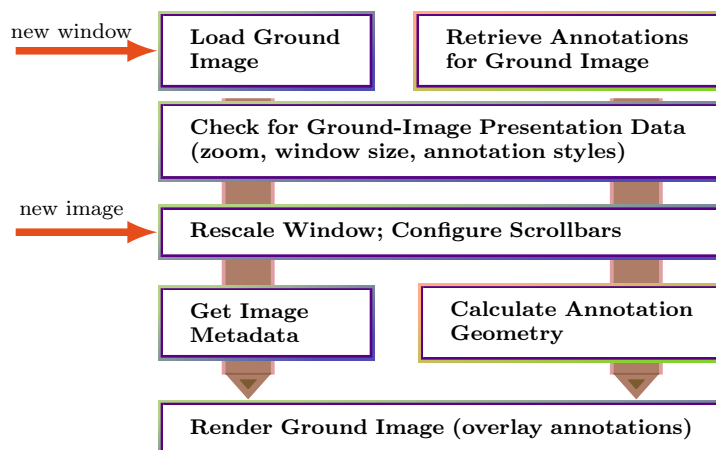 new window
Load Ground
Image
Retrieve Annotations
for Ground Image
Check for Ground-Image Presentation Data
(zoom, window size, annotation styles)
new image
Rescale Window; Configure Scrollbars
Get Image
Metadata
Calculate Annotation
Geometry
Render Ground Image (overlay annotations)